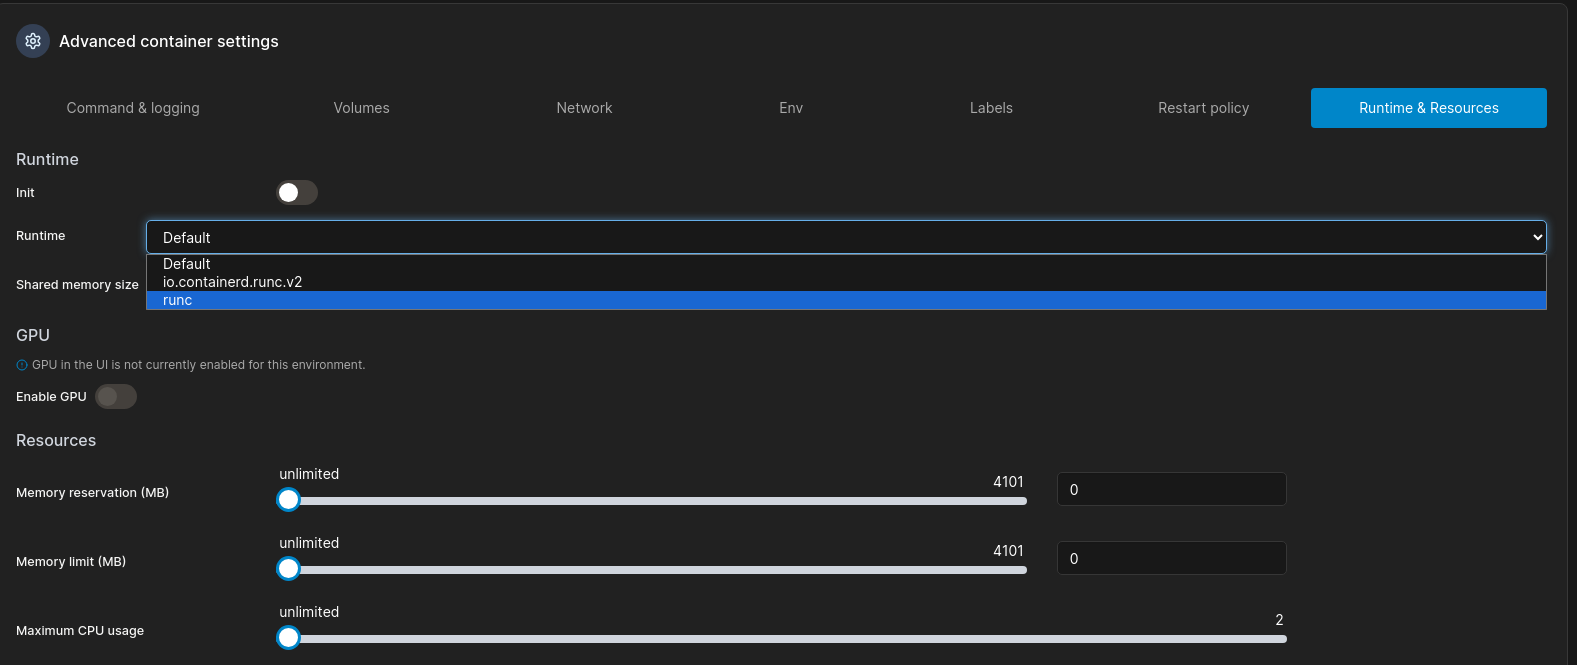 Advanced container settings
Command & logging Volumes Network Env Labels Restart policy Runtime & Resources
Runtime
Init
Runtime Default
Default
io.containerd.runc.v2
Shared memory size
runc
GPU
GPU in the UI is not currently enabled for this environment.
Enable GPU
Resources
unlimited 4101
Memory reservation (MB) 0
unlimited 4101
Memory limit (MB) 0
unlimited 2
Maximum CPU usage